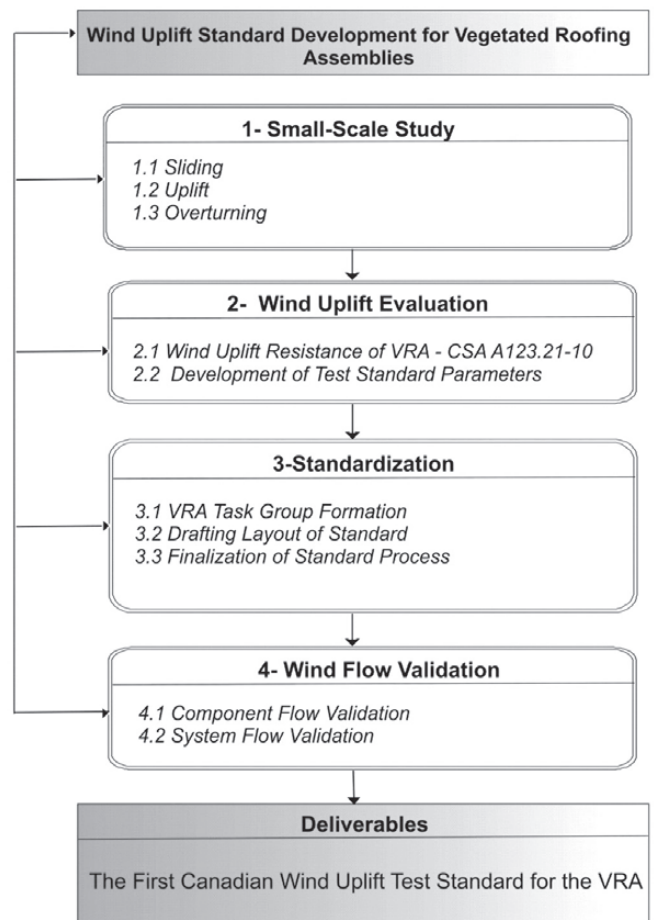 Wind Uplift Standard Development for Vegetated Roofing
Assemblies
1- Small-Scale Study
1.1 Sliding
1.2 Uplift
1.3 Overturning
2- Wind Uplift Evaluation
2.1 Wind Uplift Resistance of VRA - CSA A123.21-10
2.2 Development of Test Standard Parameters
3-Standardization
3.1 VRA Task Group Formation
3.2 Drafting Layout of Standard
3.3 Finalization of Standard Process
4- Wind Flow Validation
4.1 Component Flow Validation
4.2 System Flow Validation
Deliverables
The First Canadian Wind Uplift Test Standard for the VRA